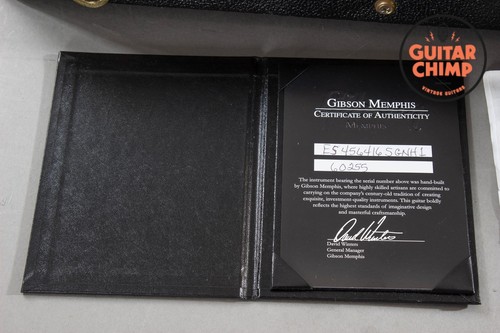 GUITAR
CHIMP
VINTAGE GUITARS
GIBSON MEMPHIS
CERTIFICATE OF AUTHENTICITY
MEMPHIS
ES456416SGNH1
60255
The instrument bearing the serial number above was hand-built
by Gibson Memphis, where highly skilled artisans are committed to
carrying on the company's century-old tradition of creating
exquisite, investment-quality instruments. This guitar boldly
reflects the highest standards of imaginative design
and masterful craftsmanship.
David Winters
David Winters
General Manager
Gibson Memphis